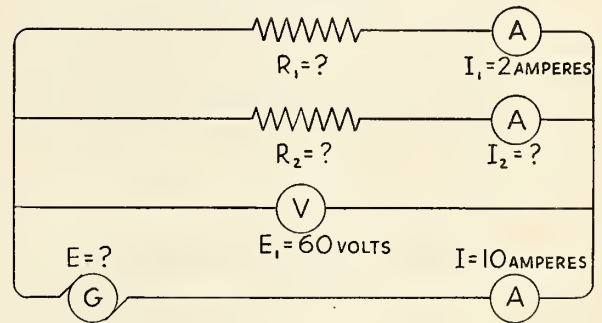 A
R₁=?
I₁=2 AMPERES
A
R₂=?
I₂=?
V
E₁=60 VOLTS
E=?
I=10 AMPERES
G
A